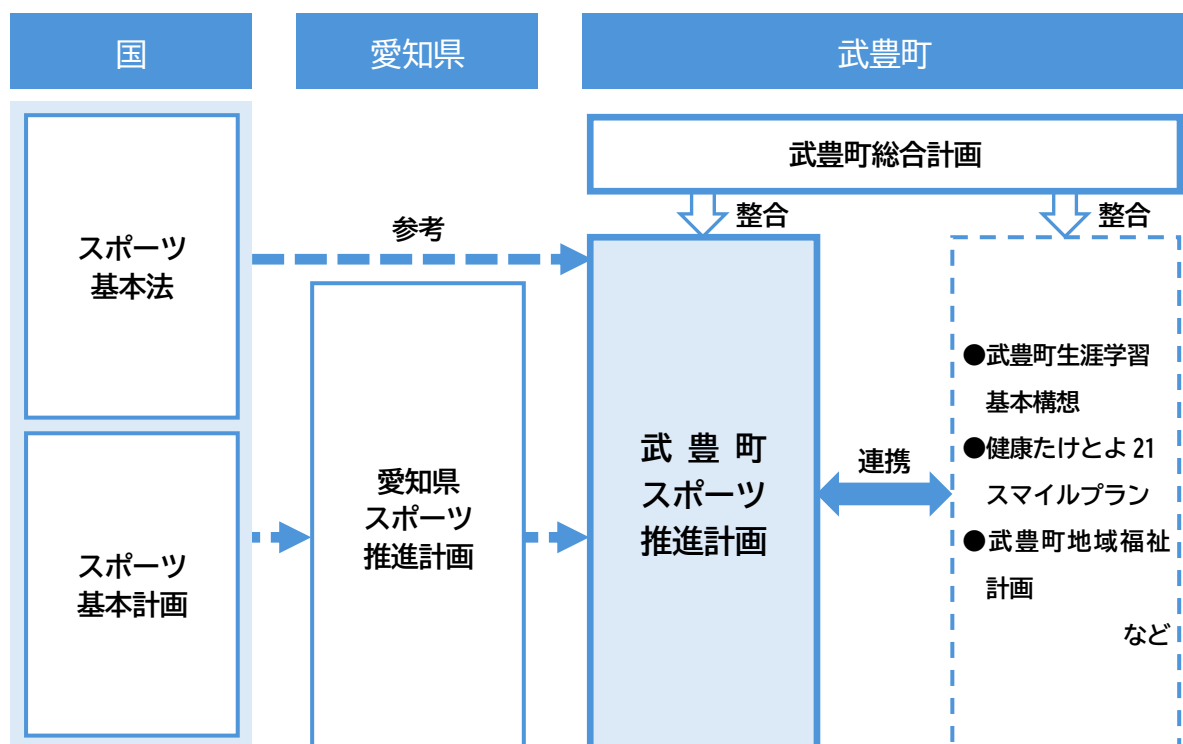 国
愛知県
武豊町
武豊町総合計画
整合
整合
参考
スポーツ
基本法
スポーツ
基本計画
愛知県
スポーツ
推進計画
武豊町
スポーツ
推進計画
連携
●武豊町生涯学習
基本構想
●健康たけとよ21
スマイルプラン
●武豊町地域福祉
計画
など